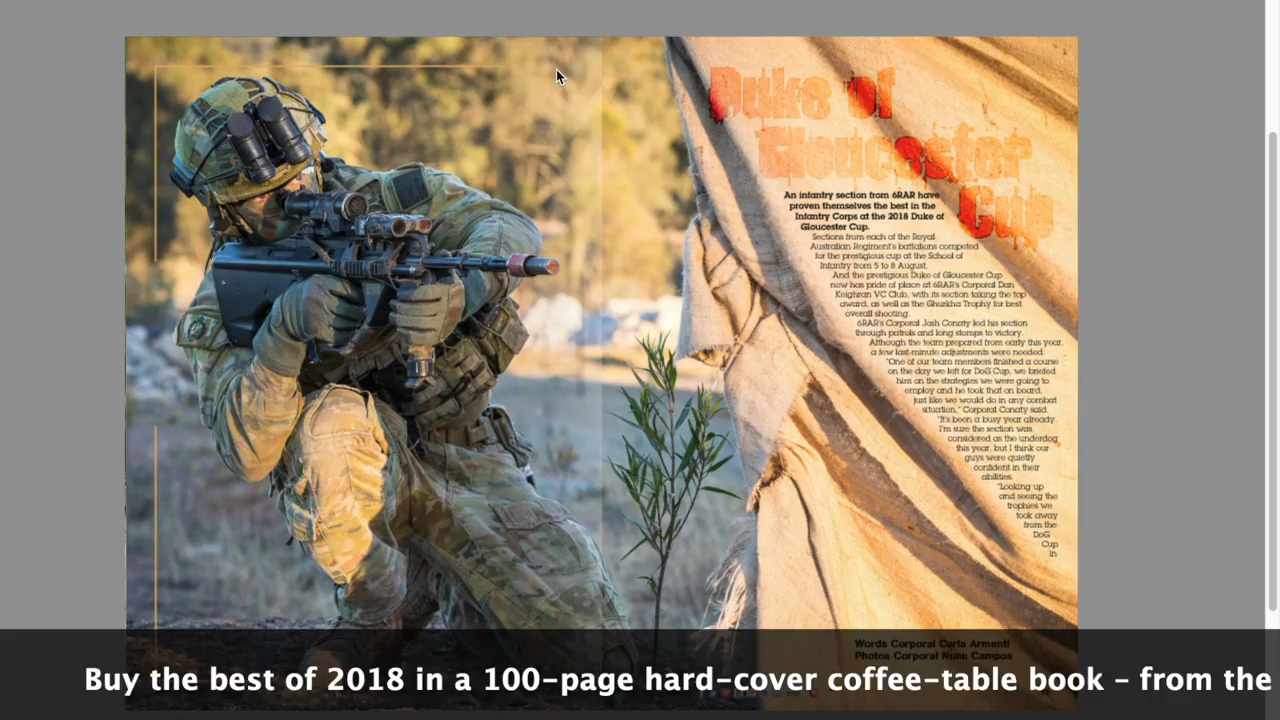 Duke of
Gloucester
Cup
An infantry section from 6RAR have
proven themselves the best in the
Infantry Corps at the 2018 Duke of
Gloucester Cup.
Sections from each of the Royal
Australian Regiment's battalions competed
for the prestigious cup at the School of
Infantry from 5 to 8 August.
And the prestigious Duke of Gloucester Cup
now has pride of place at 6RAR's Corporal Dan
Keighran VC Club, with its section taking the top
award, as well as the Ghurkha Trophy for best
overall shooting.
6RAR's Corporal Josh Conaty led his section
through patrols and long stomps to victory.
Although the team prepared from early this year,
a few last-minute adjustments were needed.
"One of our team members finished a course
on the day we left for DoG Cup, we briefed
him on the strategies we were going to
employ and he took that on board,
just like we would do in any combat
situation," Corporal Conaty said.
"It's been a busy year already.
I'm sure the section was
considered as the underdog
this year, but I think our
guys were quietly
confident in their
abilities.
"Looking up
and seeing the
trophies we
took away
from the
DoG
Cup
in
Words Corporal Carla Armenti
Photos Corporal Nunu Campos
Buy the best of 2018 in a 100-page hard-cover coffee-table book – from the